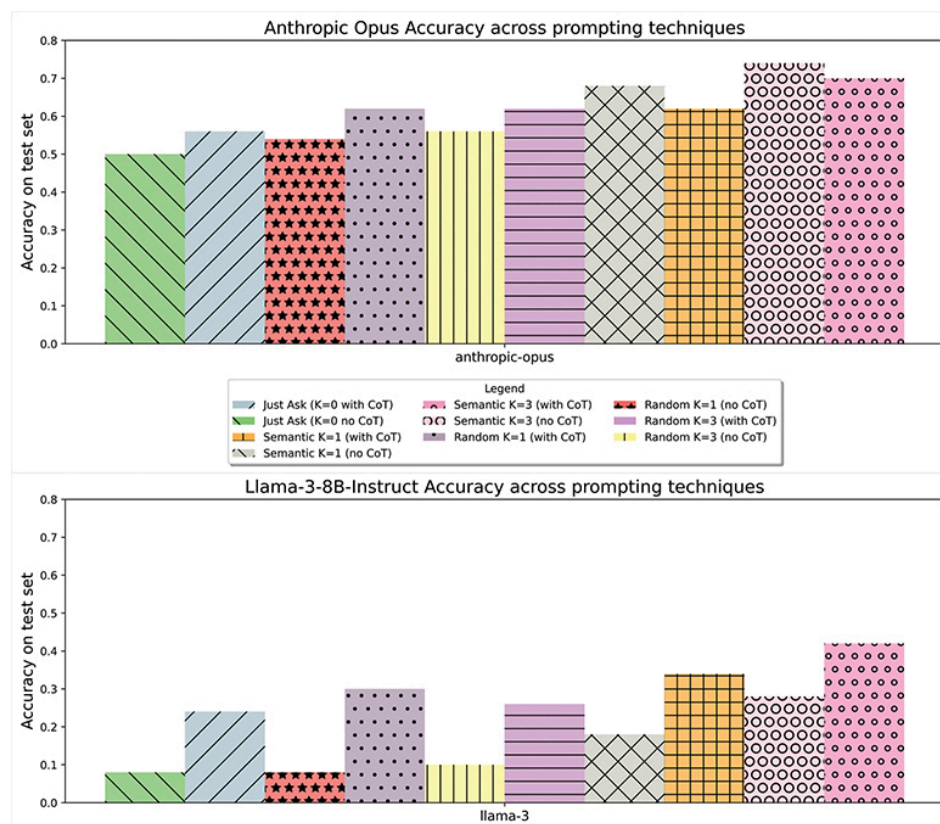 Anthropic Opus Accuracy across prompting techniques
0.8
0.7
0.6
0.5
0.4
0.3
0.2
0.1
0.0
Accuracy on test set
anthropic-opus
Legend
Just Ask (K=0 with CoT)
Just Ask (K=0 no CoT)
Semantic K=1 (with CoT)
Semantic K=1 (no CoT)
Semantic K=3 (with CoT)
Semantic K=3 (no CoT)
Random K=1 (with CoT)
Random K=1 (no CoT)
Random K=3 (with CoT)
Random K=3 (no CoT)
Llama-3-8B-Instruct Accuracy across prompting techniques
0.8
0.7
0.6
0.5
0.4
0.3
0.2
0.1
0.0
Accuracy on test set
llama-3